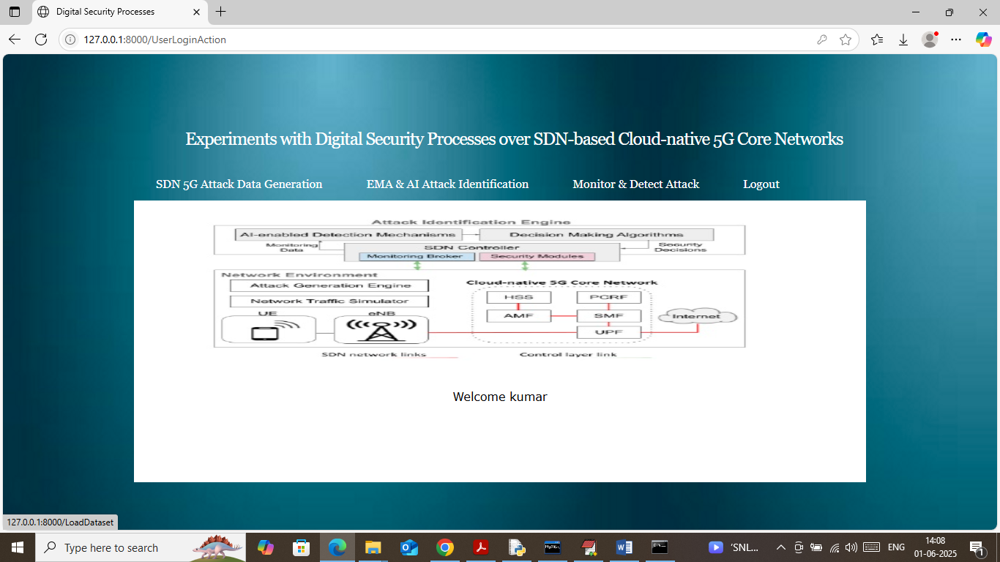 Digital Security Processes
127.0.0.1:8000/UserLoginAction
Experiments with Digital Security Processes over SDN-based Cloud-native 5G Core Networks
SDN 5G Attack Data Generation EMA & AI Attack Identification Monitor & Detect Attack Logout
Attack Identification Engine
AI-enabled Detection Mechanisms Decision Making Algorithms
Monitoring
Data
SDN Controller
Security
Decisions
Monitoring Broker Security Modules
Network Environment
Attack Generation Engine
Network Traffic Simulator
UE eNB
Cloud-native 5G Core Network
HSS PCRF
AMF SMF Internet
UPF
SDN network links Control layer link
Welcome kumar
127.0.0.1:8000/LoadDataset
Type here to search
'SNL...
ENG
14:08
01-06-2025
1